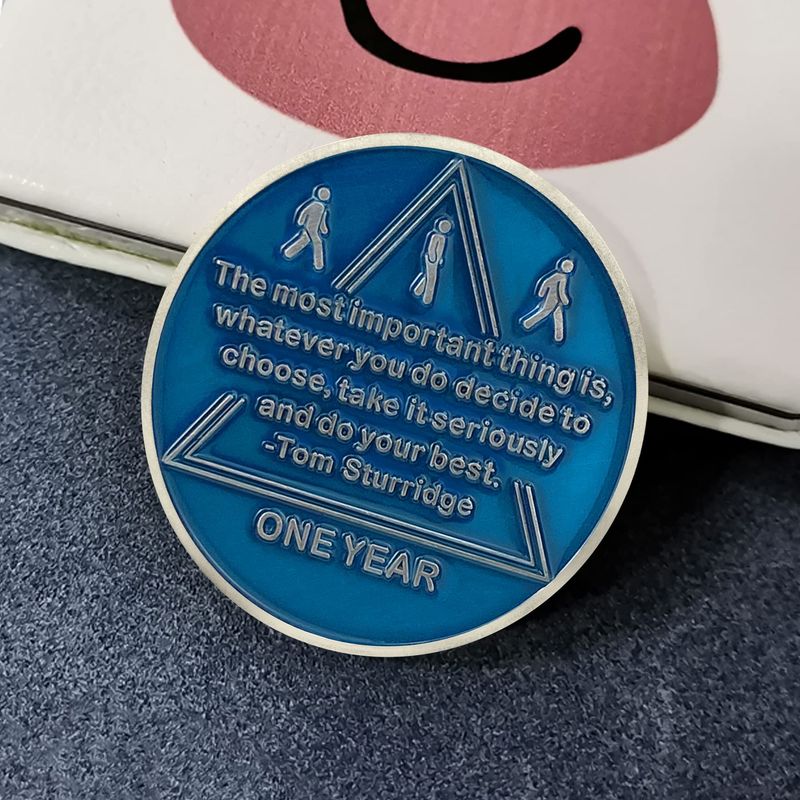 The most important thing is,
whatever you do decide to
choose, take it seriously
and do your best.
-Tom Sturridge
ONE YEAR